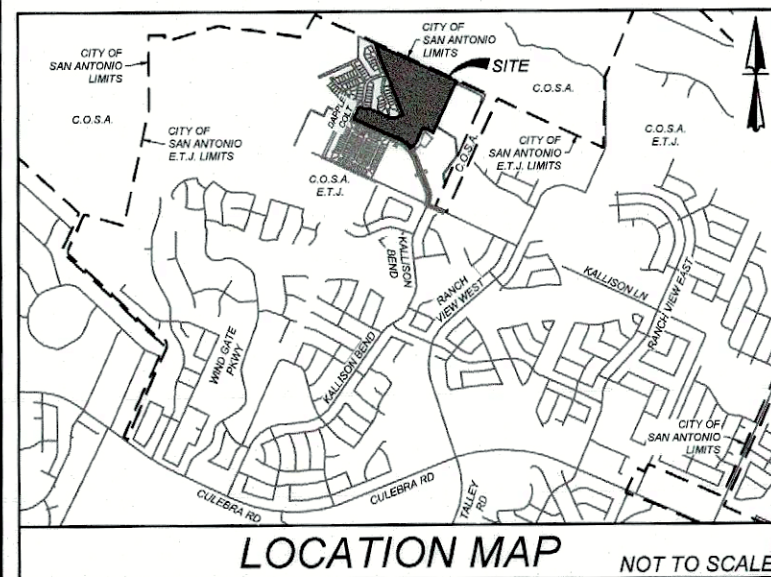 CITY OF
SAN ANTONIO
LIMITS
CITY OF
SAN ANTONIO
LIMITS
SITE
C.O.S.A.
C.O.S.A.
CITY OF
SAN ANTONIO
E.T.J. LIMITS
DAPPLE
COLT
C.O.S.A.
CITY OF
SAN ANTONIO
E.T.J. LIMITS
C.O.S.A.
E.T.J.
C.O.S.A.
E.T.J.
KALLISON
BEND
RANCH
VIEW WEST
KALLISON LN
RANCH VIEW EAST
WIND GATE
PKWY
KALLISON BEND
CITY OF
SAN ANTONIO
LIMITS
CULEBRA RD
CULEBRA RD
TALLEY
RD
LOCATION MAP
NOT TO SCALE